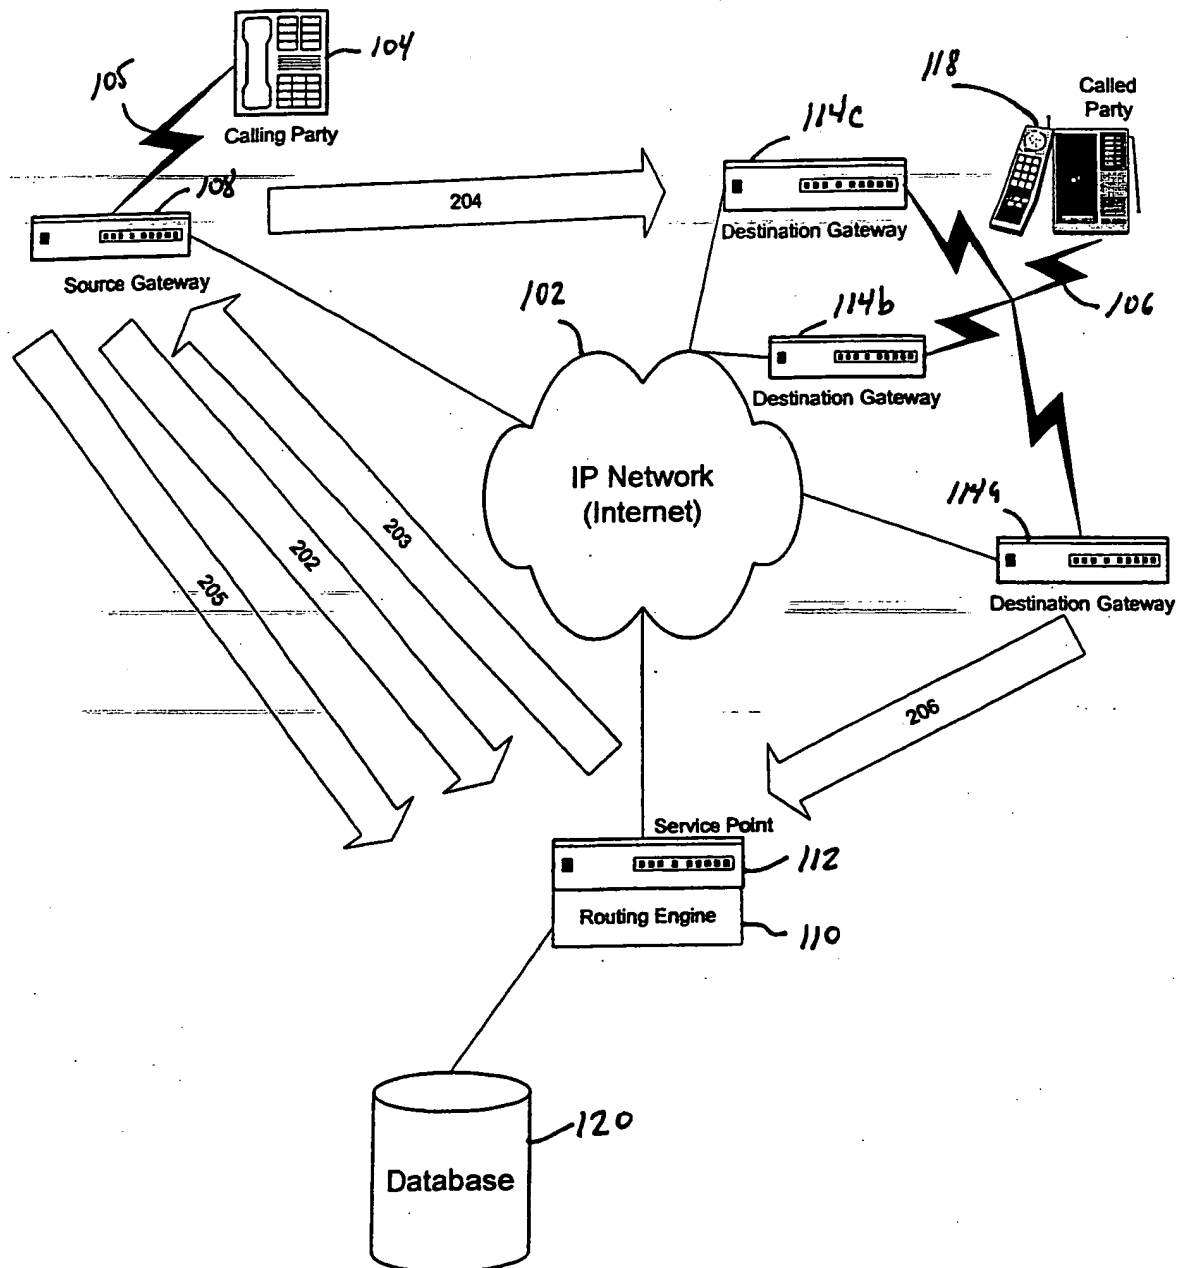 104
105
Calling Party
108
Source Gateway
204
114c
Destination Gateway
118
Called
Party
106
102
114b
Destination Gateway
IP Network
(Internet)
114a
Destination Gateway
203
202
205
206
Service Point
112
Routing Engine
110
120
Database